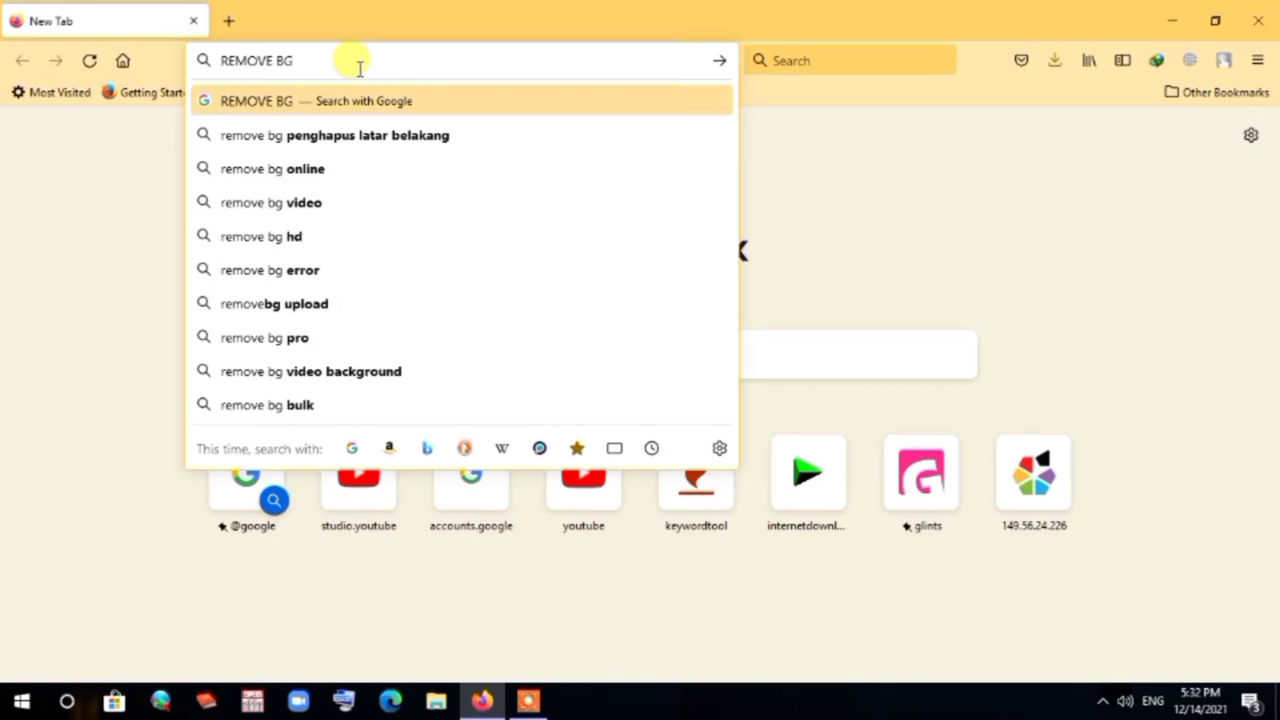 New Tab
REMOVE BG
Search
Most Visited
Getting Starte
Other Bookmarks
REMOVE BG — Search with Google
remove bg penghapus latar belakang
remove bg online
remove bg video
remove bg hd
remove bg error
removebg upload
remove bg pro
remove bg video background
remove bg bulk
This time, search with:
@google
studio.youtube
accounts.google
youtube
keywordtool
internetdownl...
glints
149.56.24.226
ENG
5:32 PM
12/14/2021
3